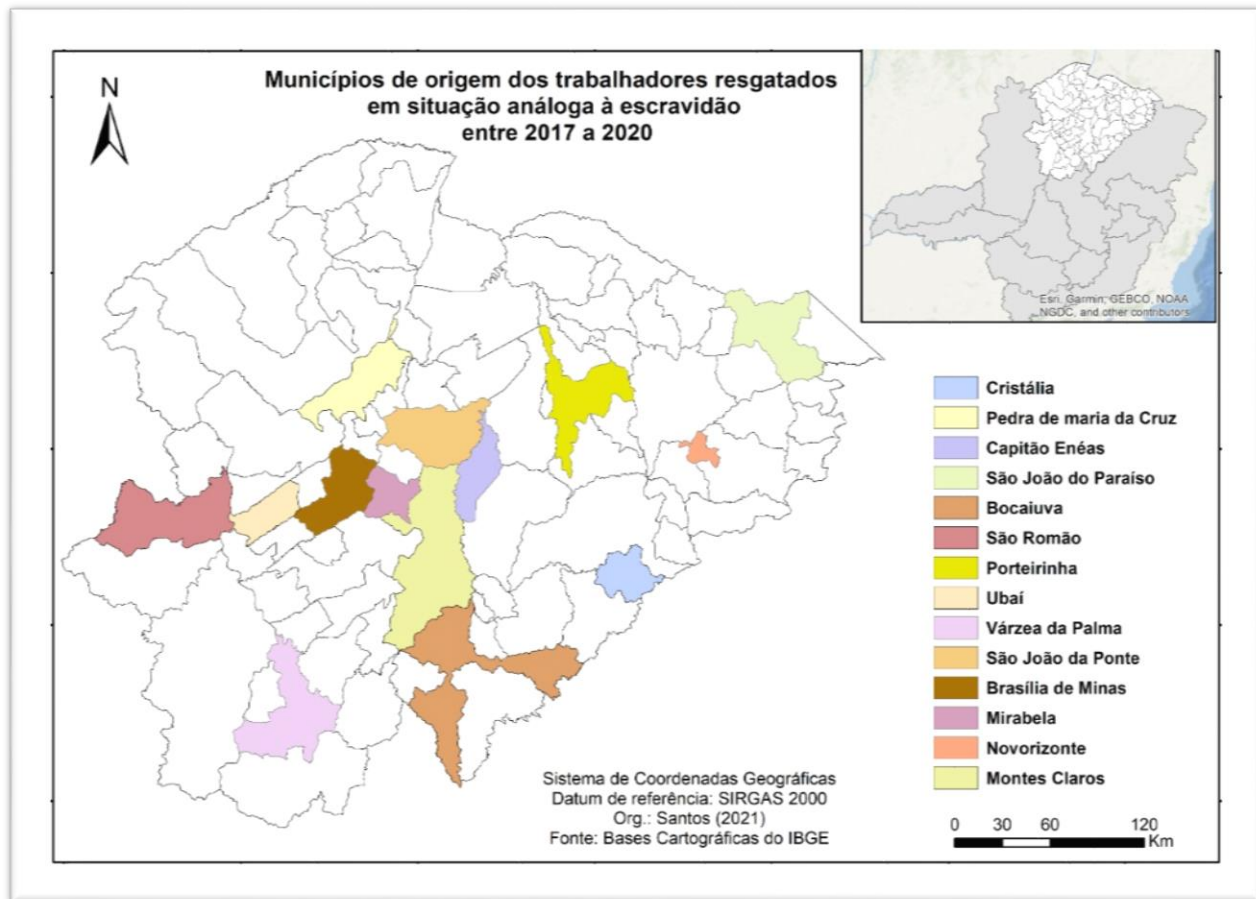 N
Municípios de origem dos trabalhadores resgatados
em situação análoga à escravidão
entre 2017 a 2020
Esri, Garmin, GEBCO, NOAA
NGDC, and other contributors
Cristália
Pedra de maria da Cruz
Capitão Enéas
São João do Paraíso
Bocaiuva
São Romão
Porteirinha
Ubaí
Várzea da Palma
São João da Ponte
Brasília de Minas
Mirabela
Novorizonte
Montes Claros
Sistema de Coordenadas Geográficas
Datum de referência: SIRGAS 2000
Org.: Santos (2021)
Fonte: Bases Cartográficas do IBGE
0 30 60 120
Km